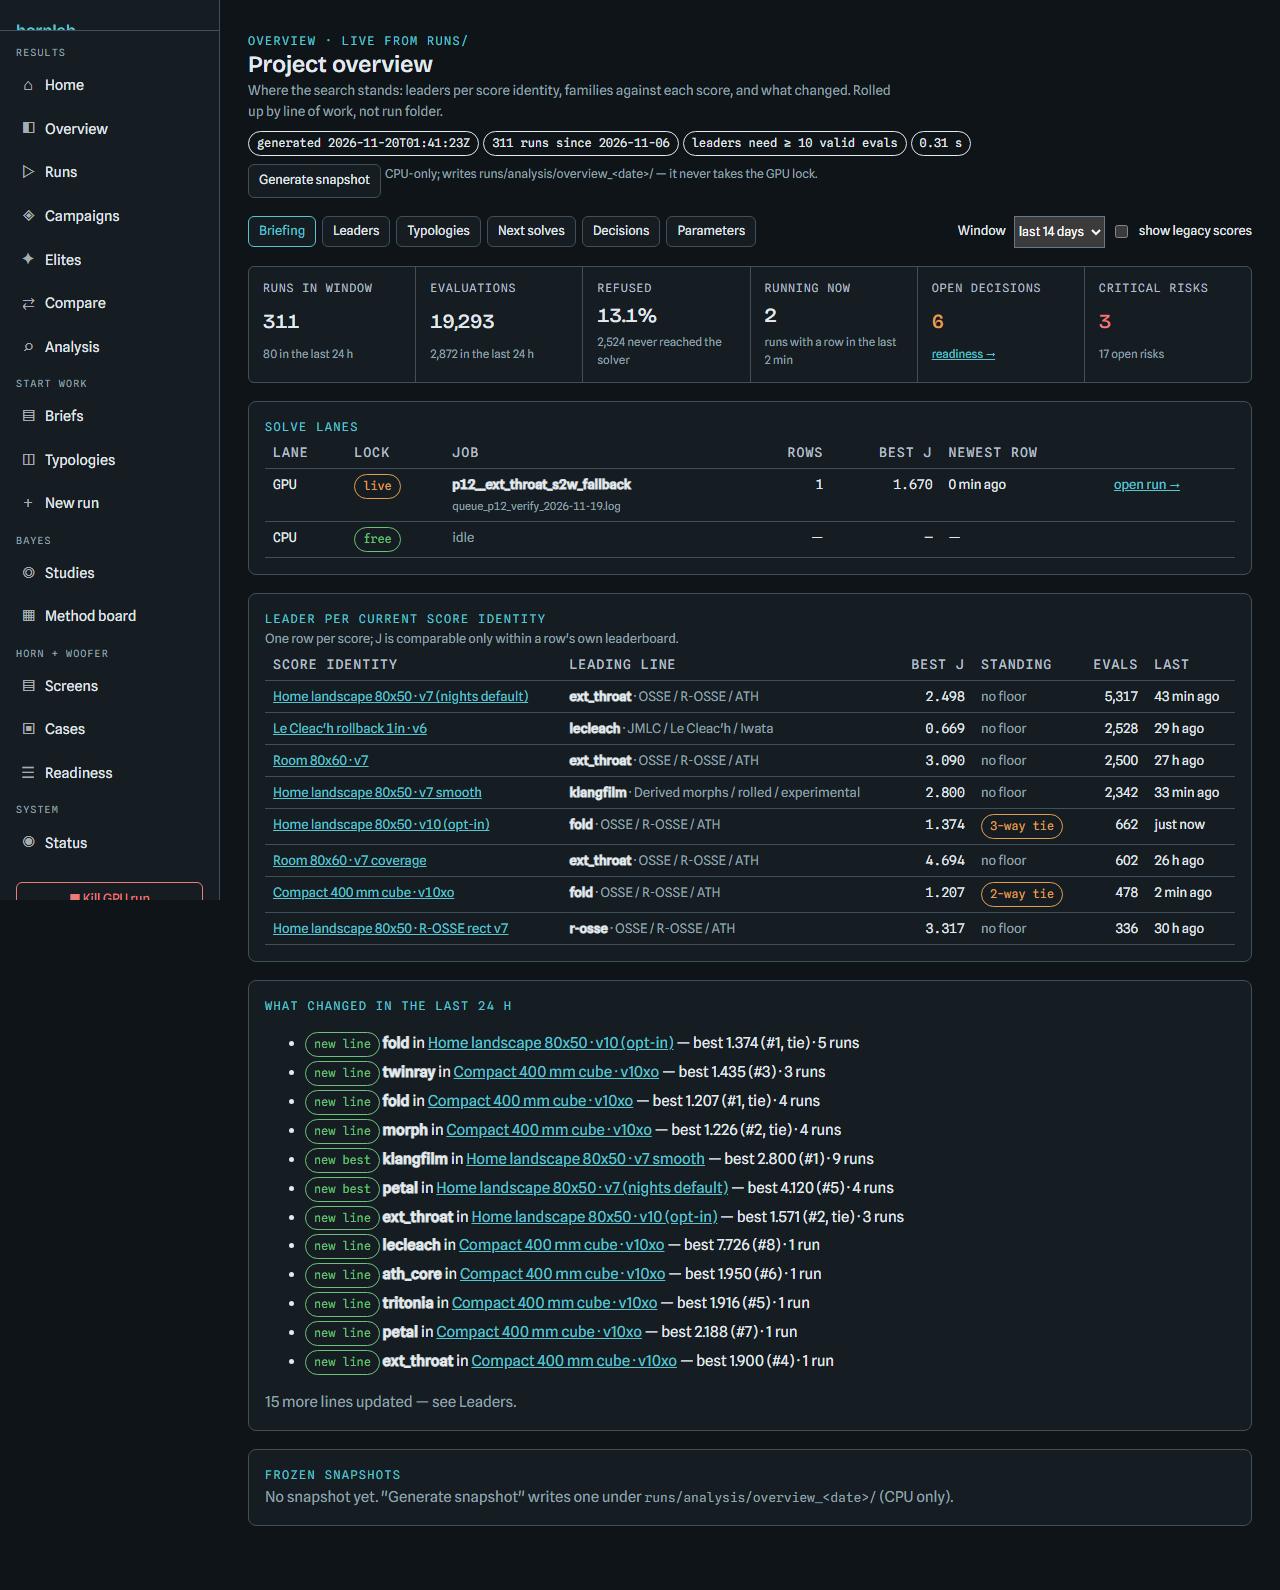 RESULTS
Home
Overview
Runs
Campaigns
Elites
Compare
Analysis
START WORK
Briefs
Typologies
New run
BAYES
Studies
Method board
HORN + WOOFER
Screens
Cases
Readiness
SYSTEM
Status
Kill GPU run
OVERVIEW · LIVE FROM RUNS/
Project overview
Where the search stands: leaders per score identity, families against each score, and what changed. Rolled
up by line of work, not run folder.
generated 2026-11-20T01:41:23Z 311 runs since 2026-11-06 leaders need ≥ 10 valid evals 0.31 s
Generate snapshot CPU-only; writes runs/analysis/overview_<date>/ — it never takes the GPU lock.
Briefing Leaders Typologies Next solves Decisions Parameters Window last 14 days show legacy scores
RUNS IN WINDOW
311
80 in the last 24 h
EVALUATIONS
19,293
2,872 in the last 24 h
REFUSED
13.1%
2,524 never reached the
solver
RUNNING NOW
2
runs with a row in the last
2 min
OPEN DECISIONS
6
readiness →
CRITICAL RISKS
3
17 open risks
SOLVE LANES
LANE LOCK JOB ROWS BEST J NEWEST ROW
GPU live p12__ext_throat_s2w_fallback 1 1.670 0 min ago open run →
queue_p12_verify_2026-11-19.log
CPU free idle — — —
LEADER PER CURRENT SCORE IDENTITY
One row per score; J is comparable only within a row's own leaderboard.
SCORE IDENTITY LEADING LINE BEST J STANDING EVALS LAST
Home landscape 80x50 · v7 (nights default) ext_throat · OSSE / R-OSSE / ATH 2.498 no floor 5,317 43 min ago
Le Cleac'h rollback 1in · v6 lecleach · JMLC / Le Cleac'h / Iwata 0.669 no floor 2,528 29 h ago
Room 80x60 · v7 ext_throat · OSSE / R-OSSE / ATH 3.090 no floor 2,500 27 h ago
Home landscape 80x50 · v7 smooth klangfilm · Derived morphs / rolled / experimental 2.800 no floor 2,342 33 min ago
Home landscape 80x50 · v10 (opt-in) fold · OSSE / R-OSSE / ATH 1.374 3-way tie 662 just now
Room 80x60 · v7 coverage ext_throat · OSSE / R-OSSE / ATH 4.694 no floor 602 26 h ago
Compact 400 mm cube · v10xo fold · OSSE / R-OSSE / ATH 1.207 2-way tie 478 2 min ago
Home landscape 80x50 · R-OSSE rect v7 r-osse · OSSE / R-OSSE / ATH 3.317 no floor 336 30 h ago
WHAT CHANGED IN THE LAST 24 H
new line fold in Home landscape 80x50 · v10 (opt-in) — best 1.374 (#1, tie) · 5 runs
new line twinray in Compact 400 mm cube · v10xo — best 1.435 (#3) · 3 runs
new line fold in Compact 400 mm cube · v10xo — best 1.207 (#1, tie) · 4 runs
new line morph in Compact 400 mm cube · v10xo — best 1.226 (#2, tie) · 4 runs
new best klangfilm in Home landscape 80x50 · v7 smooth — best 2.800 (#1) · 9 runs
new best petal in Home landscape 80x50 · v7 (nights default) — best 4.120 (#5) · 4 runs
new line ext_throat in Home landscape 80x50 · v10 (opt-in) — best 1.571 (#2, tie) · 3 runs
new line lecleach in Compact 400 mm cube · v10xo — best 7.726 (#8) · 1 run
new line ath_core in Compact 400 mm cube · v10xo — best 1.950 (#6) · 1 run
new line tritonia in Compact 400 mm cube · v10xo — best 1.916 (#5) · 1 run
new line petal in Compact 400 mm cube · v10xo — best 2.188 (#7) · 1 run
new line ext_throat in Compact 400 mm cube · v10xo — best 1.900 (#4) · 1 run
15 more lines updated — see Leaders.
FROZEN SNAPSHOTS
No snapshot yet. "Generate snapshot" writes one under runs/analysis/overview_<date>/ (CPU only).